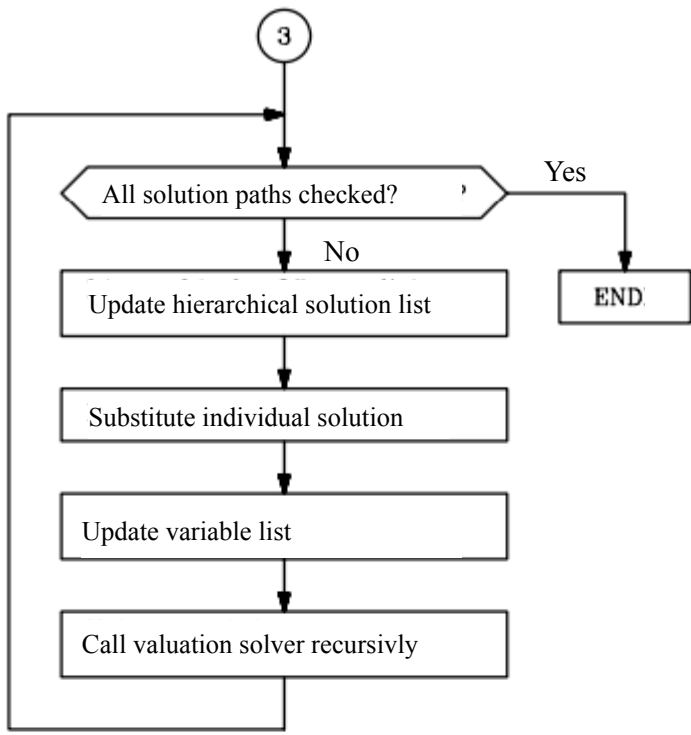 3
All solution paths checked?
Yes
No
Update hierarchical solution list
END
Substitute individual solution
Update variable list
Call valuation solver recursivly